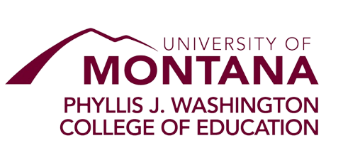 UNIVERSITY OF
MONTANA
PHYLLIS J. WASHINGTON
COLLEGE OF EDUCATION